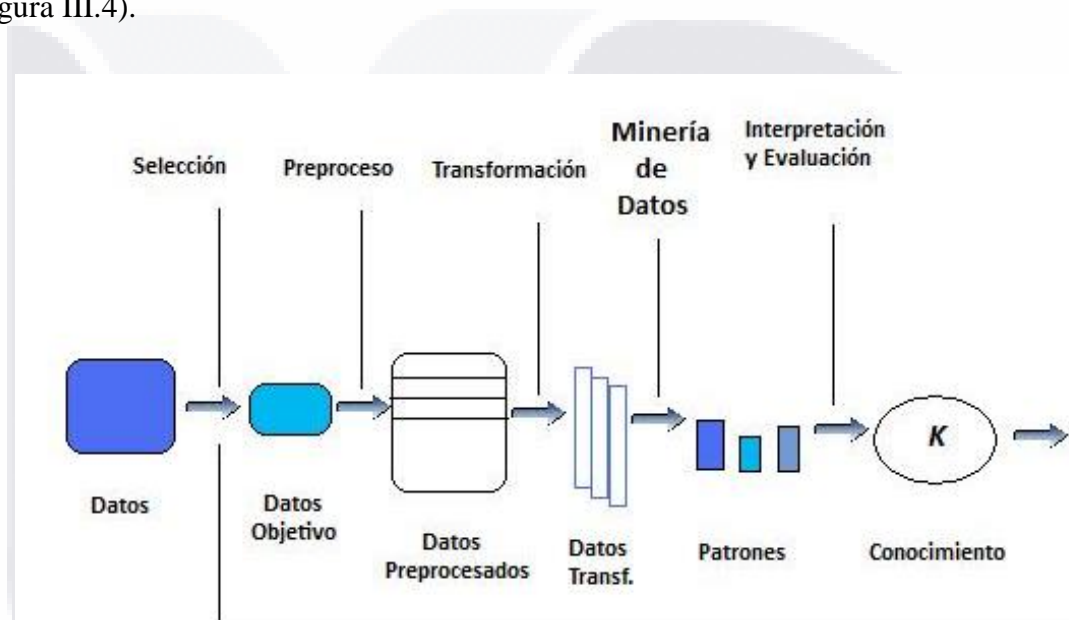 gura III.4).
Selección
Preproceso
Transformación
Minería
de
Datos
Interpretación
y Evaluación
K
Datos
Datos
Objetivo
Datos
Preprocesados
Datos
Transf.
Patrones
Conocimiento